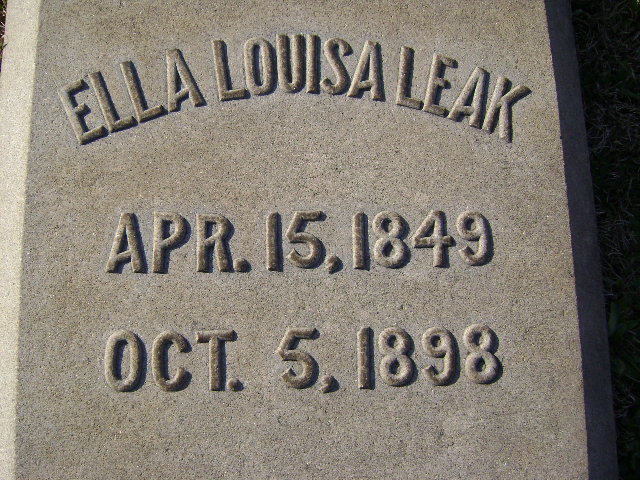 ELLA LOUISA LEAK
APR. 15, 1849
OCT. 5, 1898